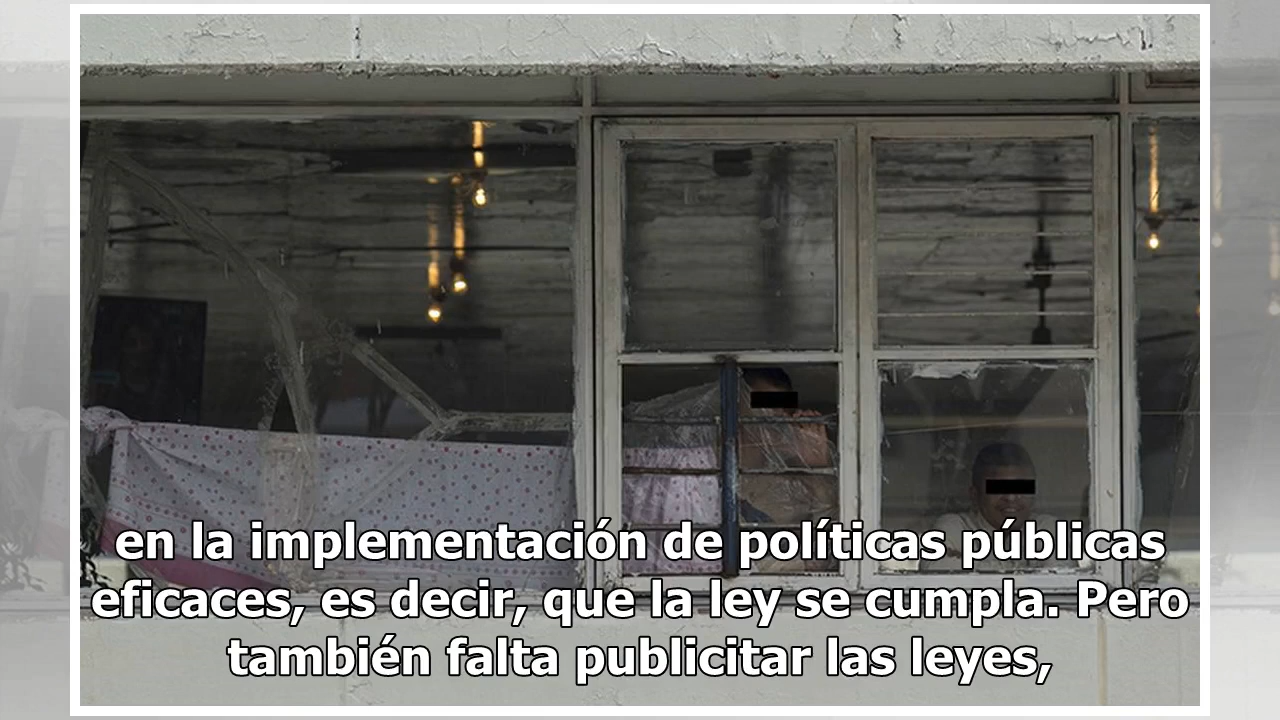 en la implementación de políticas públicas
eficaces, es decir, que la ley se cumpla. Pero
también falta publicitar las leyes,